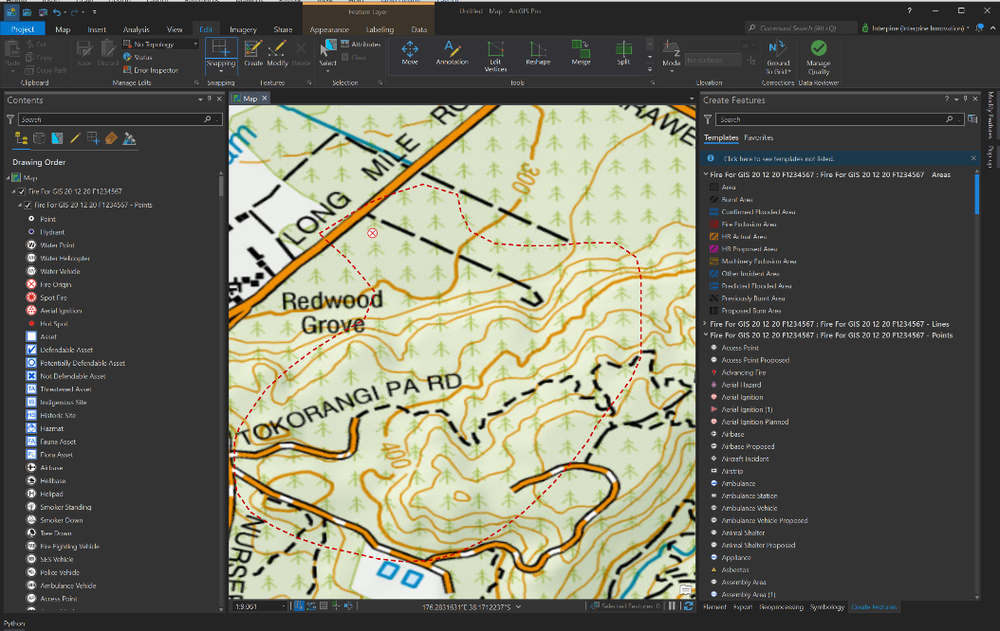 Feature Layer
Untitled - Map - ArcGIS Pro
Project
Map
Insert
Analysis
View
Edit
Imagery
Share
Appearance
Labeling
Data
Command Search (Alt+Q)
Interpine (Interpine Innovation)
Paste
Cut
Copy
Copy Path
Clipboard
Save
Discard
No Topology
Status
Error Inspector
Manage Edits
Snapping
Snapping
Create
Modify
Delete
Features
Select
Attributes
Clear
Selection
Move
Annotation
Edit Vertices
Reshape
Merge
Split
Tools
Mode
No surfaces
Elevation
Ground To Grid
Corrections
Manage Quality
Data Reviewer
Contents
Search
Drawing Order
Map
Fire For GIS 20 12 20 F1234567
Fire For GIS 20 12 20 F1234567 - Points
Point
Hydrant
Water Point
Water Helicopter
Water Vehicle
Fire Origin
Spot Fire
Aerial Ignition
Hot Spot
Asset
Defendable Asset
Potentially Defendable Asset
Not Defendable Asset
Threatened Asset
Indigenous Site
Historic Site
Hazmat
Fauna Asset
Flora Asset
Airbase
Helibase
Helipad
Smoker Standing
Smoker Down
Tree Down
Fire Fighting Vehicle
SES Vehicle
Police Vehicle
Ambulance Vehicle
Access Point
Python
Map
LONG MILE RO
RAWE
300
Redwood Grove
TOKORANGI PA RD
400
NURSE
1:9,061
176.2831631°E 38.1712237°S
Selected Features: 0
Create Features
Search
Templates
Favorites
Click here to see templates not listed.
Fire For GIS 20 12 20 F1234567 : Fire For GIS 20 12 20 F1234567 - Areas
Area
Burnt Area
Confirmed Flooded Area
Fire Exclusion Area
HR Actual Area
HR Proposed Area
Machinery Exclusion Area
Other Incident Area
Predicted Flooded Area
Previously Burnt Area
Proposed Burn Area
Fire For GIS 20 12 20 F1234567 : Fire For GIS 20 12 20 F1234567 - Lines
Fire For GIS 20 12 20 F1234567 : Fire For GIS 20 12 20 F1234567 - Points
Access Point
Access Point Proposed
Advancing Fire
Aerial Hazard
Aerial Ignition
Aerial Ignition (1)
Aerial Ignition Planned
Airbase
Airbase Proposed
Aircraft Incident
Airstrip
Ambulance
Ambulance Station
Ambulance Vehicle
Ambulance Vehicle Proposed
Animal Shelter
Animal Shelter Proposed
Appliance
Asbestos
Assembly Area
Assembly Area (1)
Element
Export
Geoprocessing
Symbology
Create Features
Modify Features
Pop-up